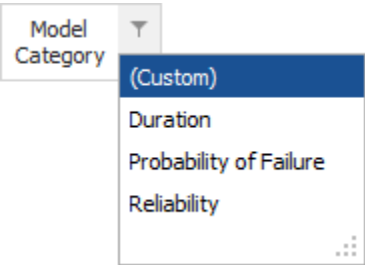 Model
Category
(Custom)
Duration
Probability of Failure
Reliability